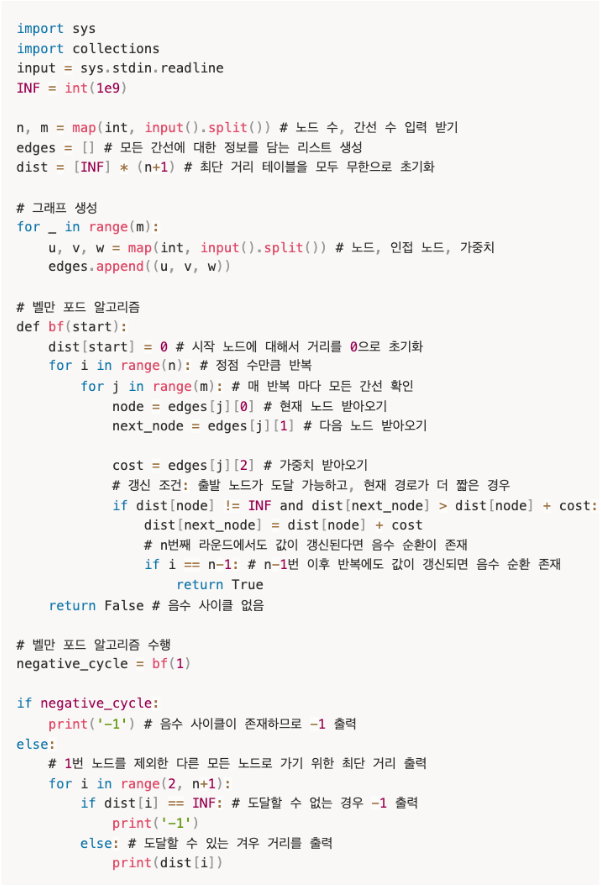 import sys
import collections
input = sys.stdin.readline
INF = int(1e9)

n, m = map(int, input().split()) # 노드 수, 간선 수 입력 받기
edges = [] # 모든 간선에 대한 정보를 담는 리스트 생성
dist = [INF] * (n+1) # 최단 거리 테이블을 모두 무한으로 초기화

# 그래프 생성
for _ in range(m):
    u, v, w = map(int, input().split()) # 노드, 인접 노드, 가중치
    edges.append((u, v, w))

# 벨만 포드 알고리즘
def bf(start):
    dist[start] = 0 # 시작 노드에 대해서 거리를 0으로 초기화
    for i in range(n): # 정점 수만큼 반복
        for j in range(m): # 매 반복 마다 모든 간선 확인
            node = edges[j][0] # 현재 노드 받아오기
            next_node = edges[j][1] # 다음 노드 받아오기

            cost = edges[j][2] # 가중치 받아오기
            # 갱신 조건: 출발 노드가 도달 가능하고, 현재 경로가 더 짧은 경우
            if dist[node] != INF and dist[next_node] > dist[node] + cost:
                dist[next_node] = dist[node] + cost
                # n번째 라운드에서도 값이 갱신된다면 음수 순환이 존재
                if i == n-1: # n-1번 이후 반복에도 값이 갱신되면 음수 순환 존재
                    return True
    return False # 음수 사이클 없음

# 벨만 포드 알고리즘 수행
negative_cycle = bf(1)

if negative_cycle:
    print('-1') # 음수 사이클이 존재하므로 -1 출력
else:
    # 1번 노드를 제외한 다른 모든 노드로 가기 위한 최단 거리 출력
    for i in range(2, n+1):
        if dist[i] == INF: # 도달할 수 없는 경우 -1 출력
            print('-1')
        else: # 도달할 수 있는 겨우 거리를 출력
            print(dist[i])